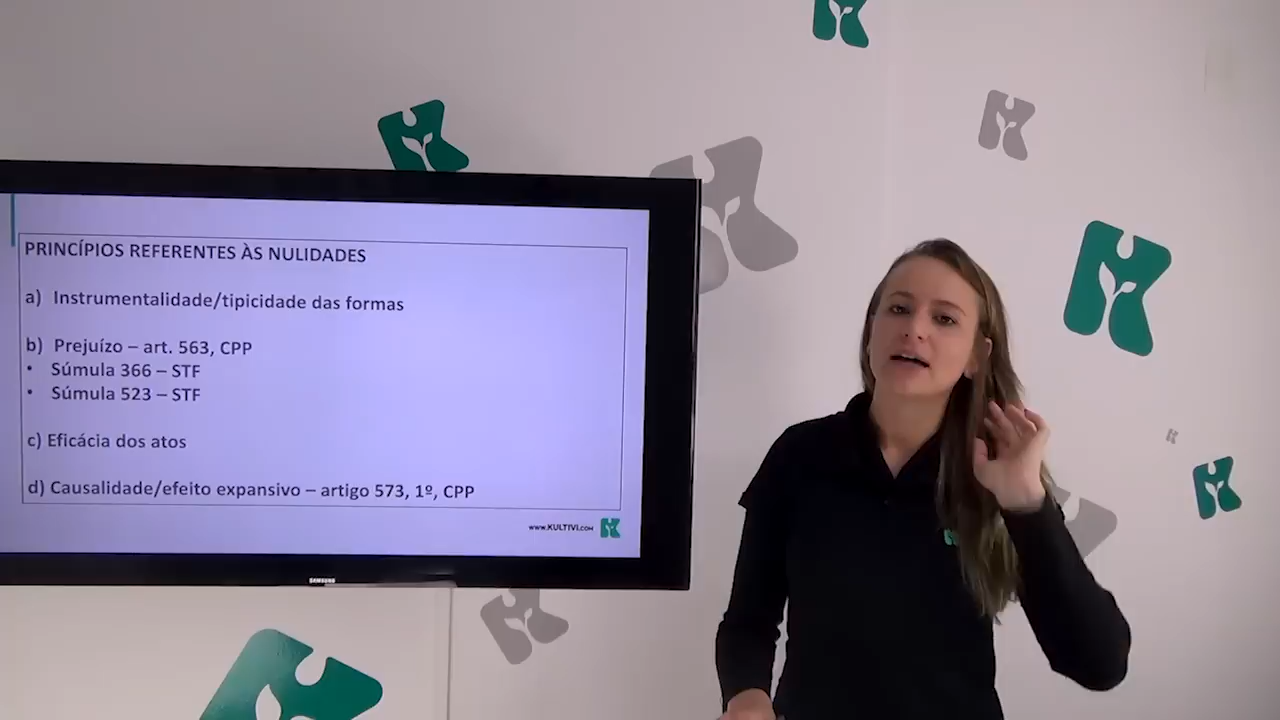 PRINCÍPIOS REFERENTES ÀS NULIDADES
a) Instrumentalidade/tipicidade das formas
b) Prejuízo – art. 563, CPP
• Súmula 366 – STF
• Súmula 523 – STF
c) Eficácia dos atos
d) Causalidade/efeito expansivo – artigo 573, 1º, CPP
www.KULTIVI.COM
SAMSUNG